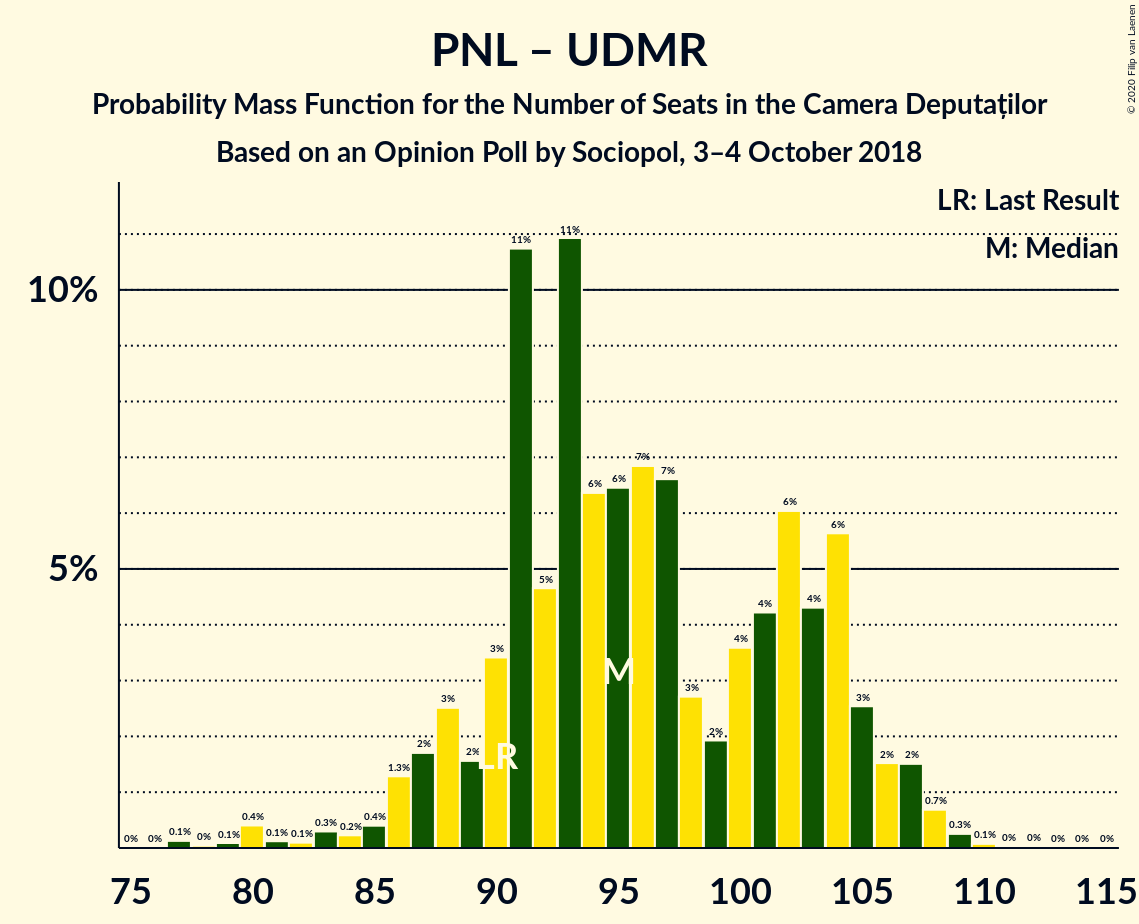 PNL – UDMR
Probability Mass Function for the Number of Seats in the Camera Deputaților
Based on an Opinion Poll by Sociopol, 3–4 October 2018
© 2020 Filip van Laenen
LR: Last Result
M: Median
10%
5%
0% 0% 0.1% 0% 0.1% 0.4% 0.1% 0.1% 0.3% 0.2% 0.4% 1.3% 2% 3% 2% 3% 11% 5% 11% 6% 6% 7% 7% 3% 2% 4% 4% 6% 4% 6% 3% 2% 2% 0.7% 0.3% 0.1% 0% 0% 0% 0% 0%
LR
M
75 80 85 90 95 100 105 110 115